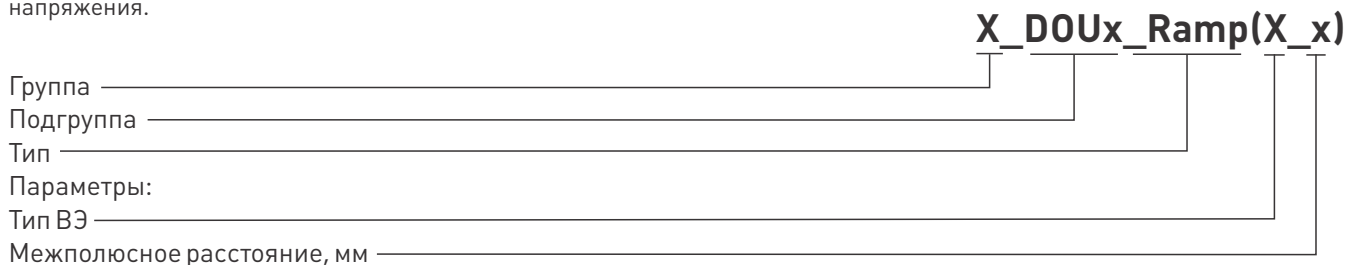 напряжения.
X_DOUx_Ramp(X_x)
Группа
Подгруппа
Тип
Параметры:
Тип ВЭ
Межполюсное расстояние, мм